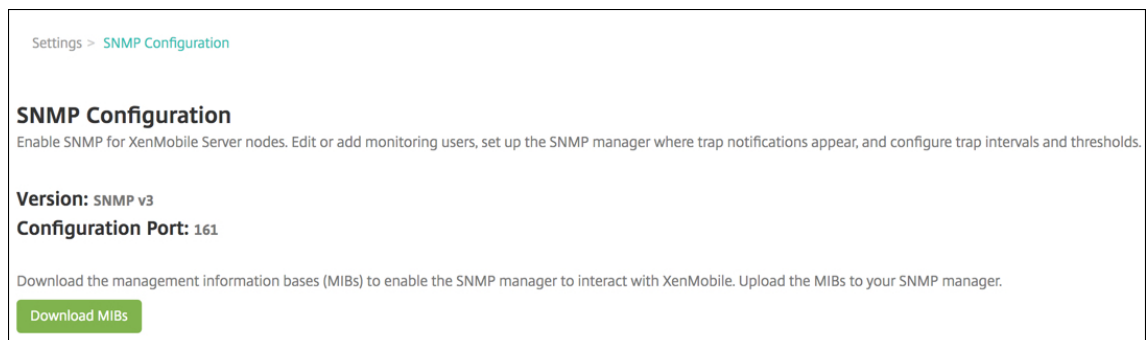 Settings > SNMP Configuration
SNMP Configuration
Enable SNMP for XenMobile Server nodes. Edit or add monitoring users, set up the SNMP manager where trap notifications appear, and configure trap intervals and thresholds.
Version: SNMP v3
Configuration Port: 161
Download the management information bases (MIBs) to enable the SNMP manager to interact with XenMobile. Upload the MIBs to your SNMP manager.
Download MIBs